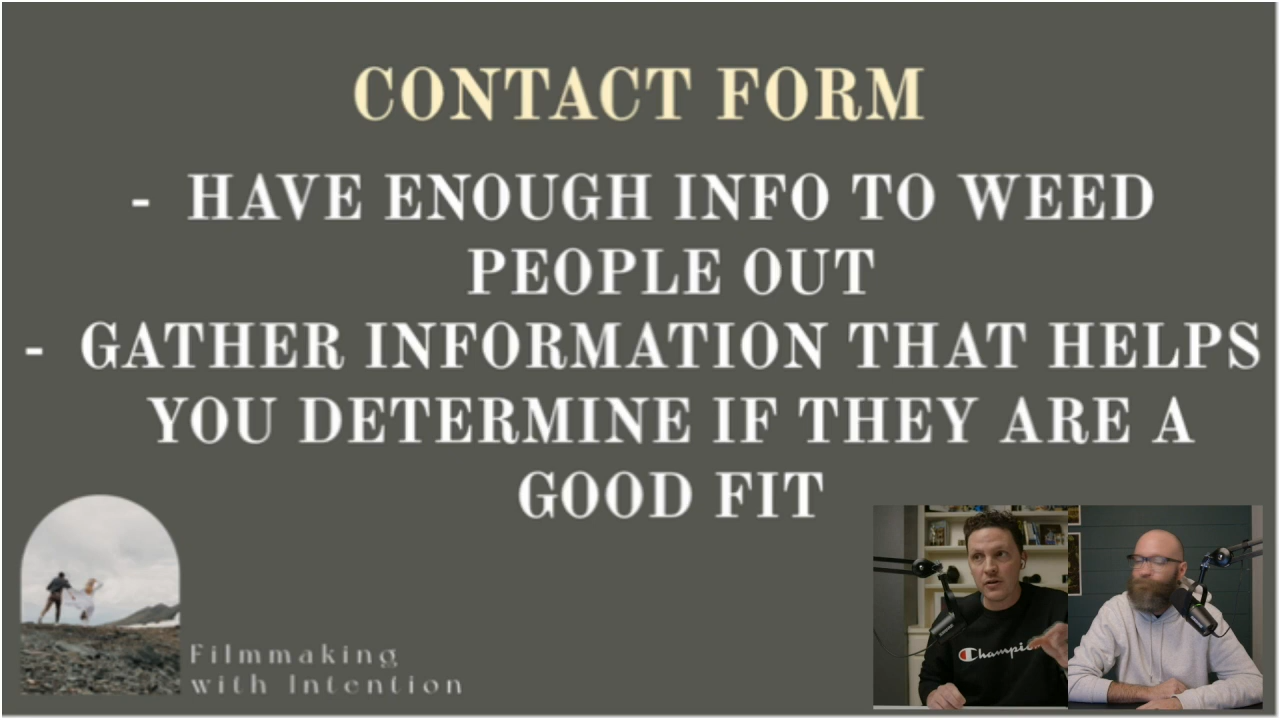 CONTACT FORM
- HAVE ENOUGH INFO TO WEED
PEOPLE OUT
- GATHER INFORMATION THAT HELPS
YOU DETERMINE IF THEY ARE A
GOOD FIT
Filmmaking
with Intention
Champion